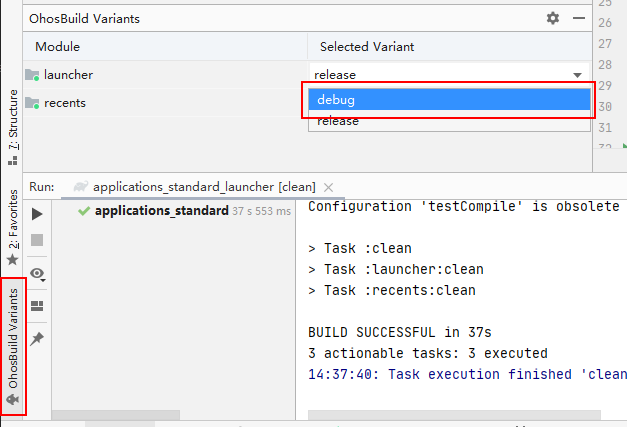 OhosBuild Variants
Module
Selected Variant
launcher
release
recents
debug
release
25
26
27
28
29
30
31
32
7: Structure
2: Favorites
OhosBuild Variants
Run:
applications_standard_launcher [clean]
applications_standard 37 s 553 ms
Configuration 'testCompile' is obsolete
> Task :clean
> Task :launcher:clean
> Task :recents:clean
BUILD SUCCESSFUL in 37s
3 actionable tasks: 3 executed
14:37:40: Task execution finished 'clean